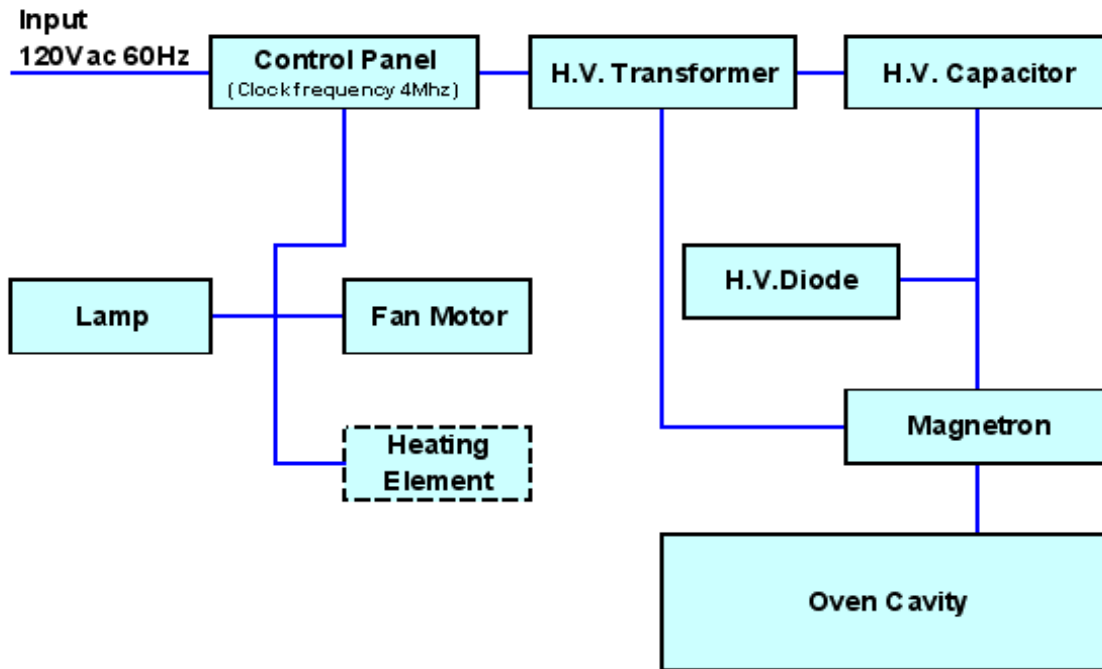 Input
120Vac 60Hz
Control Panel
(Clock frequency 4Mhz)
H.V. Transformer
H.V. Capacitor
H.V.Diode
Lamp
Fan Motor
Magnetron
Heating
Element
Oven Cavity